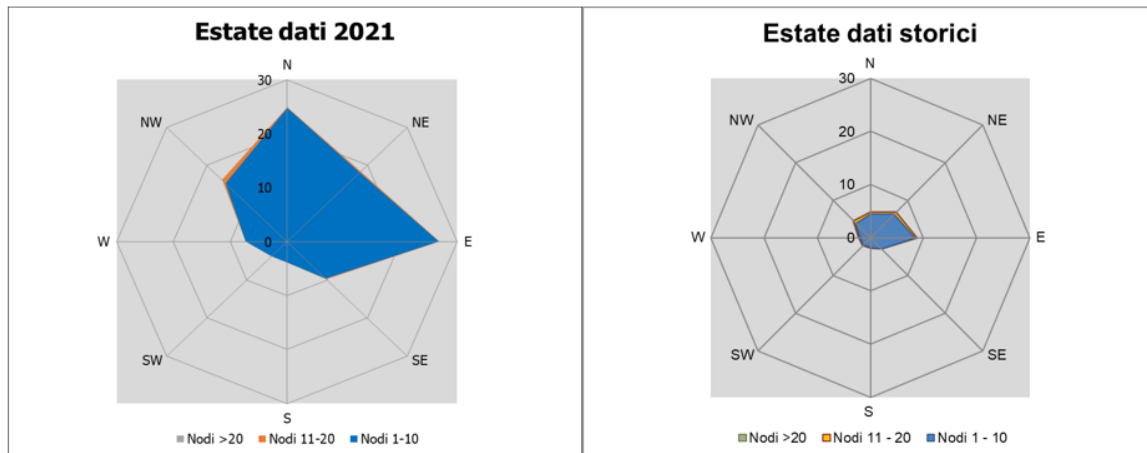 Estate dati 2021
N
30
NW
NE
20
10
W
0
E
SW
SE
S
Nodi >20 Nodi 11-20 Nodi 1-10
Estate dati storici
N
30
NW
NE
20
10
W
0
E
SW
SE
S
Nodi >20 Nodi 11 - 20 Nodi 1 - 10